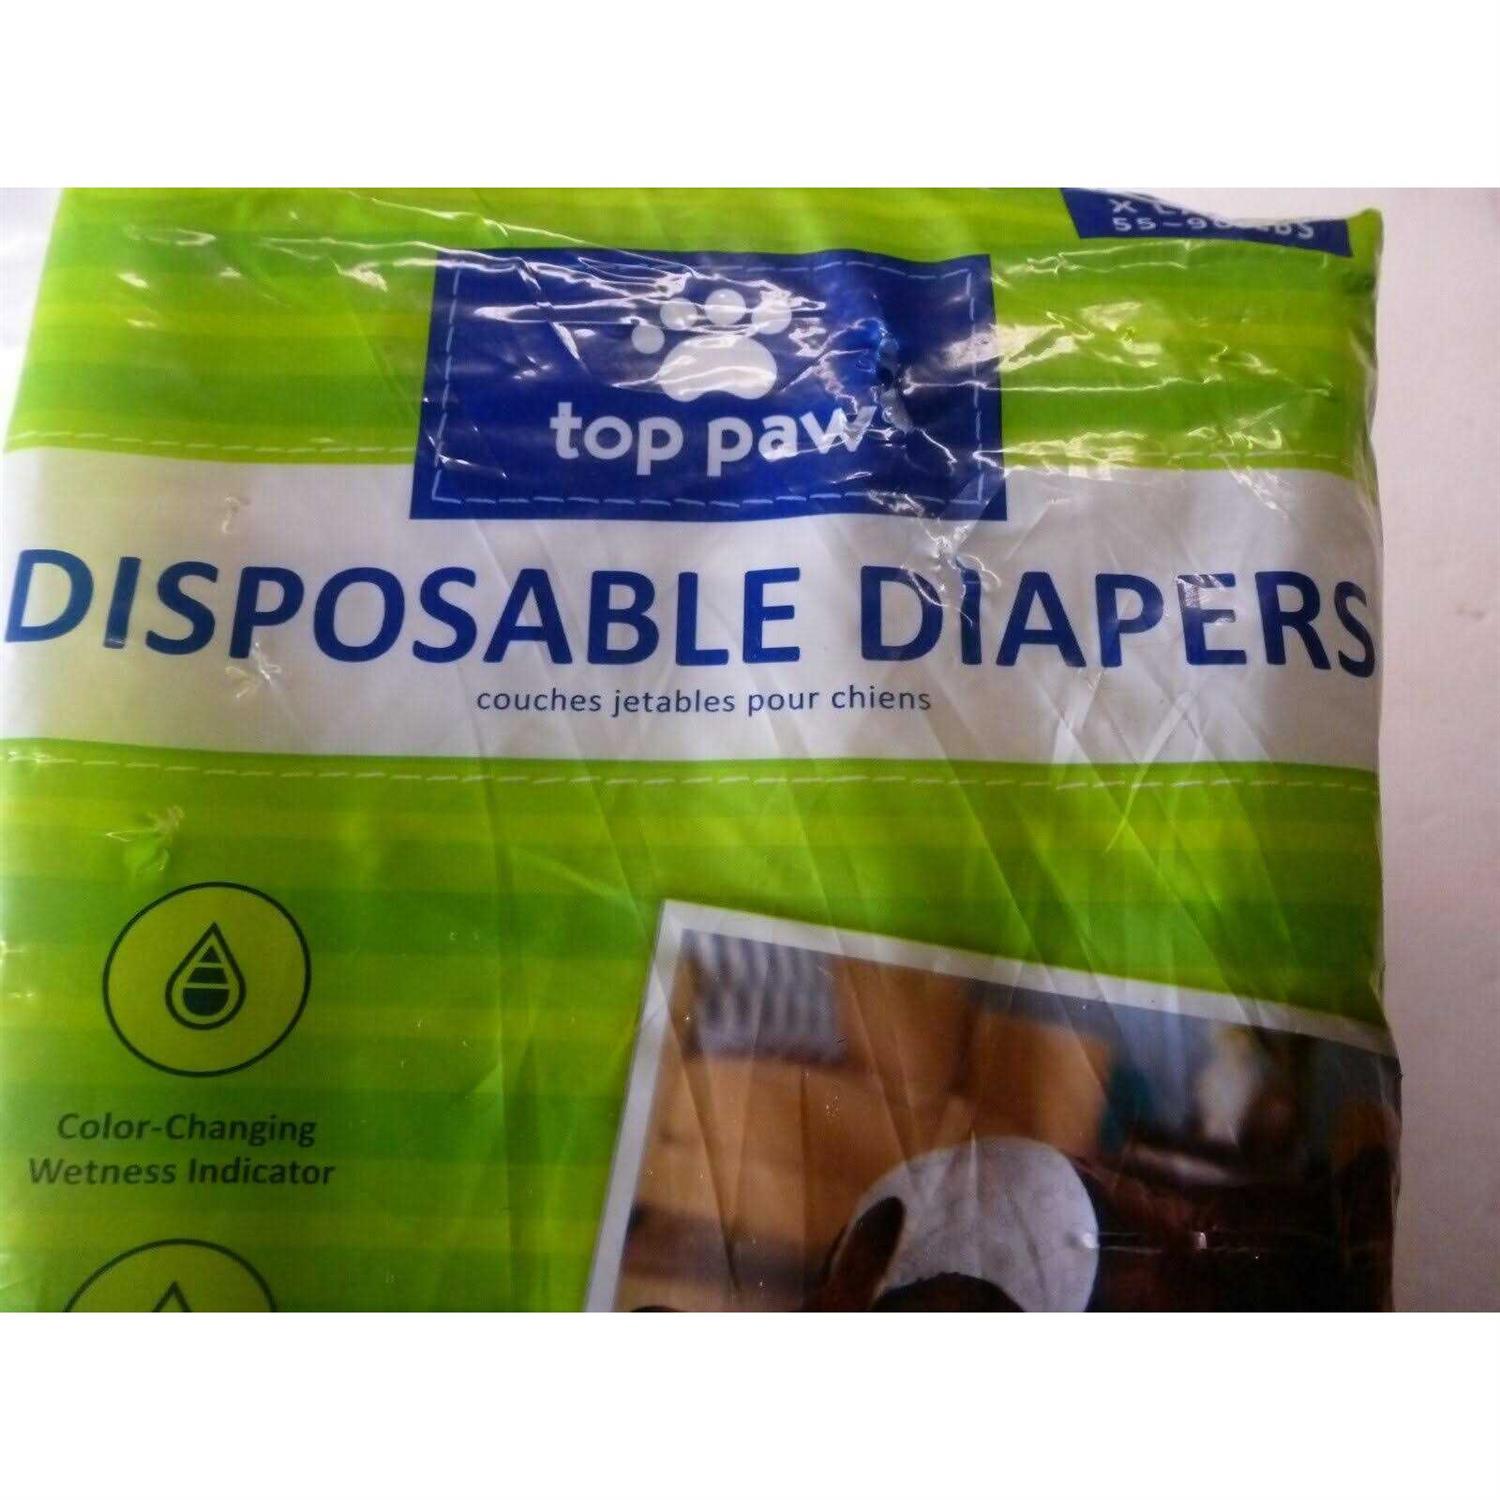 top paw
DISPOSABLE DIAPERS
couches jetables pour chiens
Color-Changing
Wetness Indicator